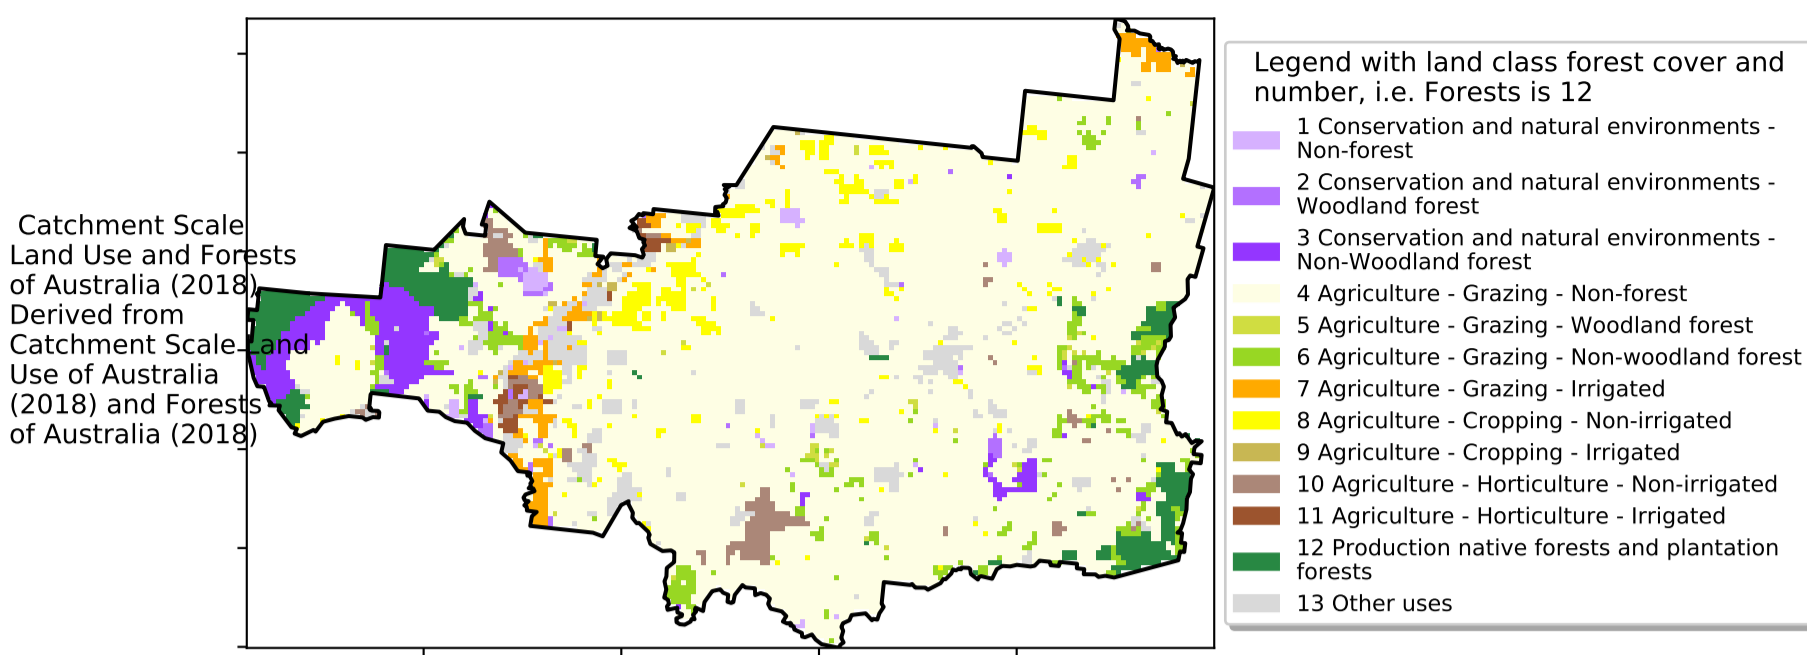 Catchment Scale
Land Use and Forests
of Australia (2018),
Derived from
Catchment Scale Land
Use of Australia
(2018) and Forests
of Australia (2018)
Legend with land class forest cover and
number, i.e. Forests is 12
1 Conservation and natural environments -
Non-forest
2 Conservation and natural environments -
Woodland forest
3 Conservation and natural environments -
Non-Woodland forest
4 Agriculture - Grazing - Non-forest
5 Agriculture - Grazing - Woodland forest
6 Agriculture - Grazing - Non-woodland forest
7 Agriculture - Grazing - Irrigated
8 Agriculture - Cropping - Non-irrigated
9 Agriculture - Cropping - Irrigated
10 Agriculture - Horticulture - Non-irrigated
11 Agriculture - Horticulture - Irrigated
12 Production native forests and plantation
forests
13 Other uses